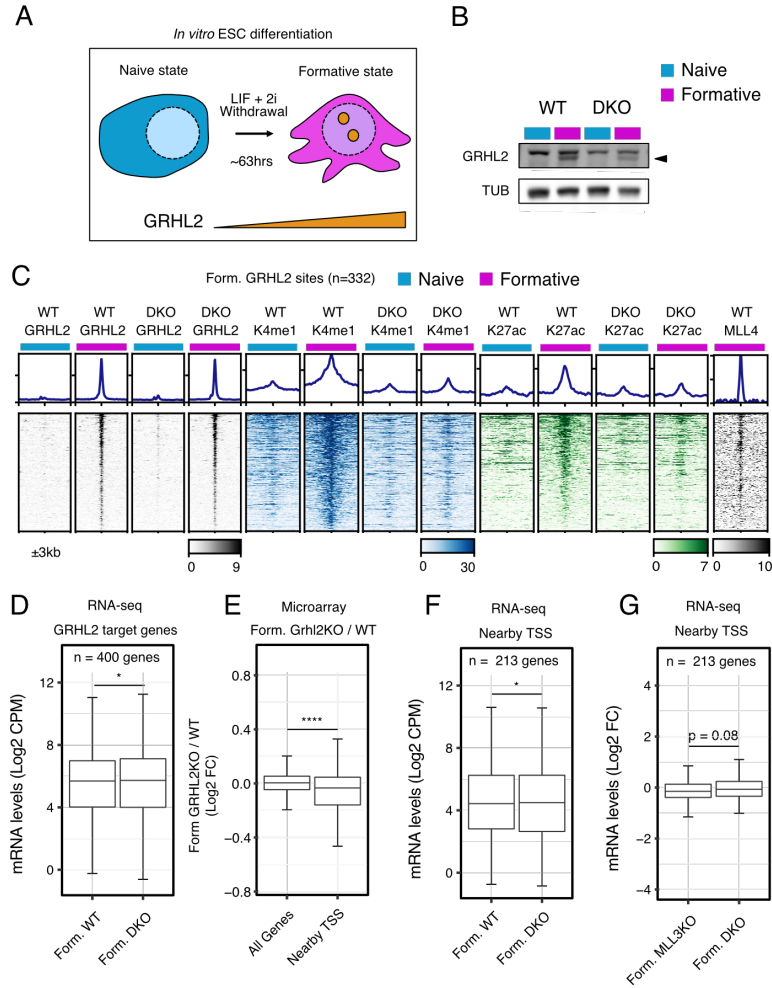 A
In vitro ESC differentiation
Naive state
Formative state
LIF + 2i
Withdrawal
~63hrs
GRHL2
B
Naive
Formative
WT DKO
GRHL2
TUB
C
Form. GRHL2 sites (n=332) Naive Formative
WT WT DKO DKO WT WT DKO DKO WT WT DKO DKO WT
GRHL2 GRHL2 GRHL2 GRHL2 K4me1 K4me1 K4me1 K4me1 K27ac K27ac K27ac K27ac MLL4
±3kb
0 9 0 30 0 7 0 10
D
RNA-seq
GRHL2 target genes
n = 400 genes
*
mRNA levels (Log2 CPM)
12
8
4
0
Form. WT
Form. DKO
E
Microarray
Form. Grhl2KO / WT
****
Form GRHL2KO / WT
(Log2 FC)
0.8
0.4
0.0
−0.4
−0.8
All Genes
Nearby TSS
F
RNA-seq
Nearby TSS
n = 213 genes
*
mRNA levels (Log2 CPM)
12
8
4
0
Form. WT
Form. DKO
G
RNA-seq
Nearby TSS
n = 213 genes
p = 0.08
mRNA levels (Log2 FC)
4
2
0
−2
−4
Form. MLL3KO
Form. DKO